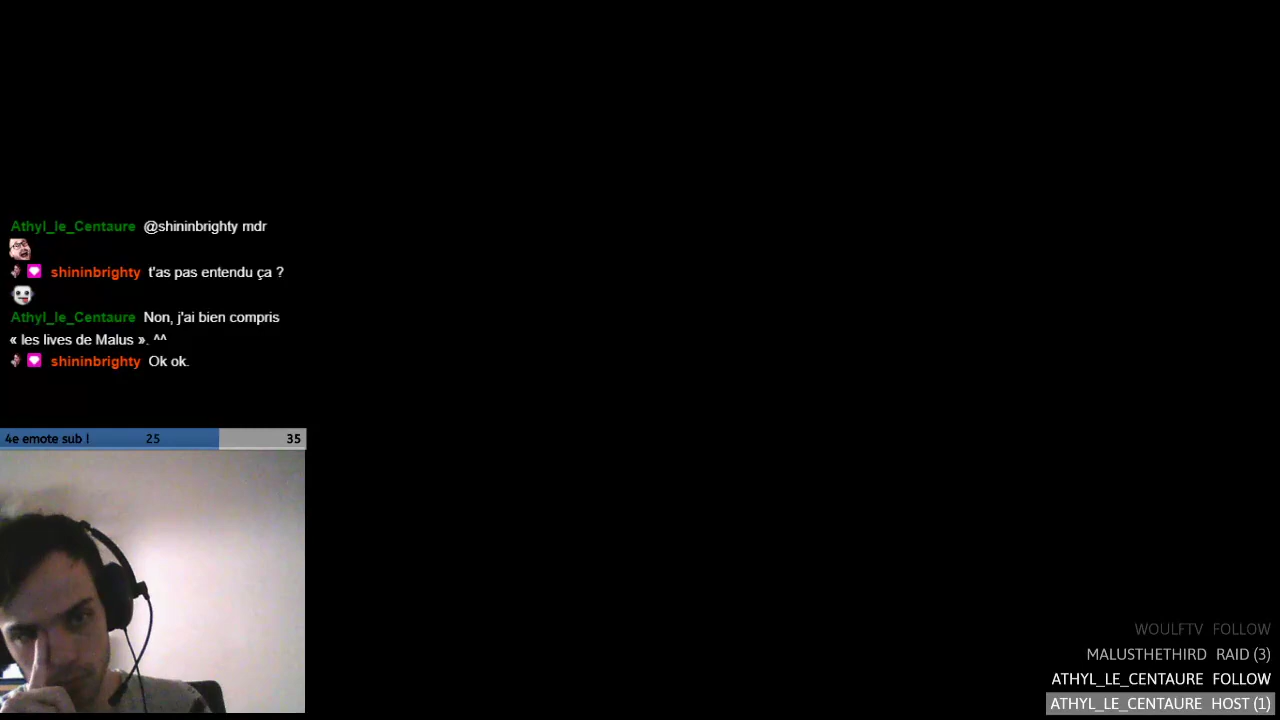 Athyl_le_Centaure @shininbrighty mdr
shininbrighty t'as pas entendu ça ?
Athyl_le_Centaure Non, j'ai bien compris
« les lives de Malus ». ^^
shininbrighty Ok ok.
4e emote sub ! 25 35
WOULFTV FOLLOW
MALUSTHETHIRD RAID (3)
ATHYL_LE_CENTAURE FOLLOW
ATHYL_LE_CENTAURE HOST (1)